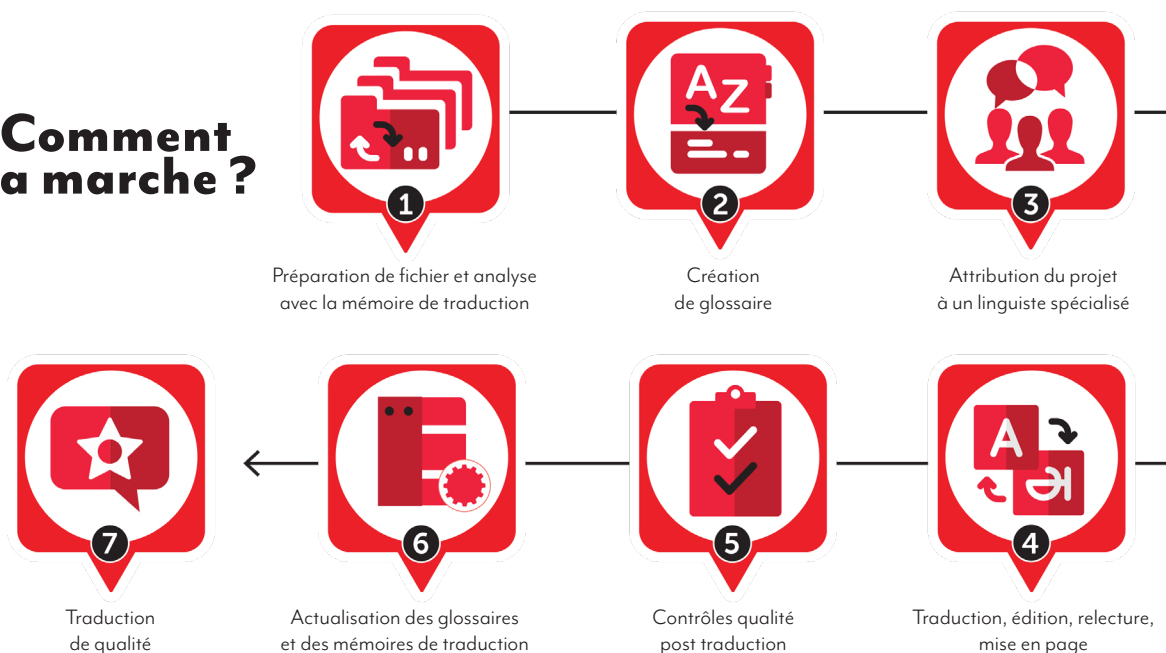 Comment
a marche ?
1
Préparation de fichier et analyse
avec la mémoire de traduction
AZ
2
Création
de glossaire
3
Attribution du projet
à un linguiste spécialisé
A
அ
4
Traduction, édition, relecture,
mise en page
5
Contrôles qualité
post traduction
6
Actualisation des glossaires
et des mémoires de traduction
7
Traduction
de qualité